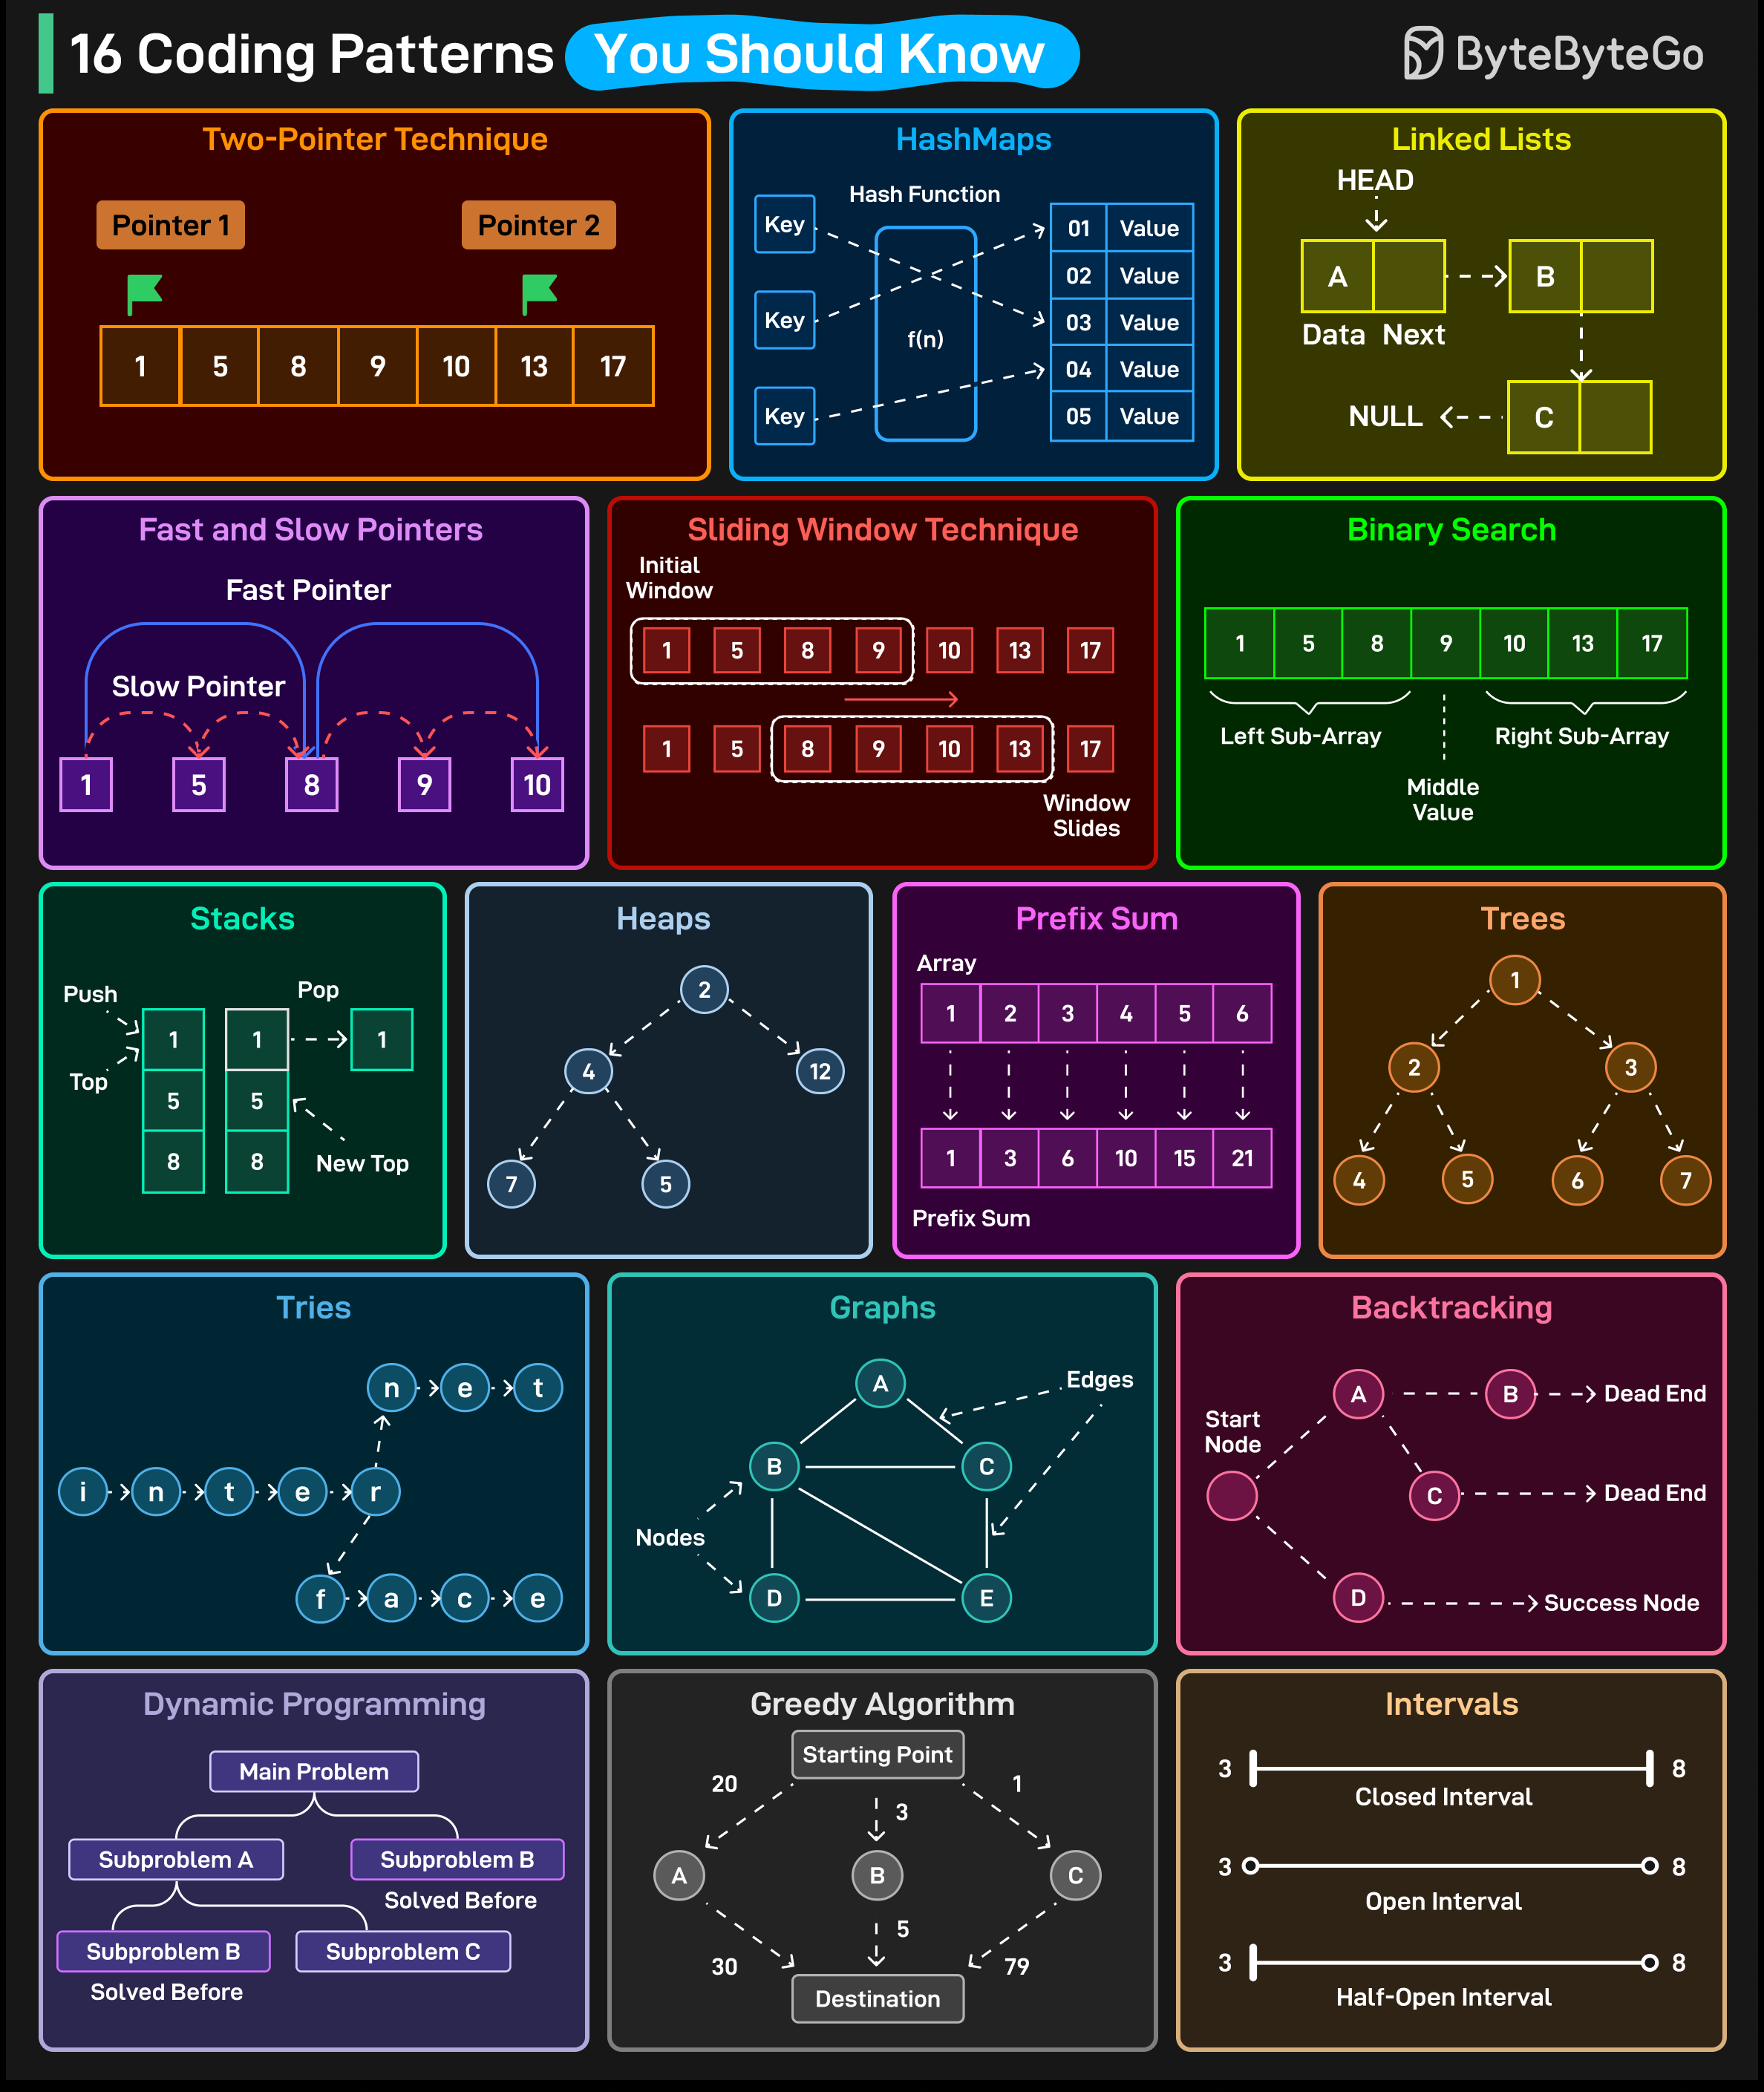 16 Coding Patterns You Should Know
ByteByteGo
Two-Pointer Technique
Pointer 1
Pointer 2
1 5 8 9 10 13 17
HashMaps
Hash Function
Key
Key
Key
f(n)
01 Value
02 Value
03 Value
04 Value
05 Value
Linked Lists
HEAD
A
B
Data Next
NULL
C
Fast and Slow Pointers
Fast Pointer
Slow Pointer
1 5 8 9 10
Sliding Window Technique
Initial
Window
1 5 8 9 10 13 17
1 5 8 9 10 13 17
Window
Slides
Binary Search
1 5 8 9 10 13 17
Left Sub-Array
Right Sub-Array
Middle
Value
Stacks
Push
Pop
Top
1
5
8
1
5
8
1
New Top
Heaps
2
4
12
7
5
Prefix Sum
Array
1 2 3 4 5 6
1 3 6 10 15 21
Prefix Sum
Trees
1
2
3
4
5
6
7
Tries
n e t
i n t e r
f a c e
Graphs
A
Edges
B
C
Nodes
D
E
Backtracking
A
B
Dead End
Start
Node
C
Dead End
D
Success Node
Dynamic Programming
Main Problem
Subproblem A
Subproblem B
Solved Before
Subproblem B
Subproblem C
Solved Before
Greedy Algorithm
Starting Point
20
3
1
A
B
C
30
5
79
Destination
Intervals
3 8
Closed Interval
3 8
Open Interval
3 8
Half-Open Interval